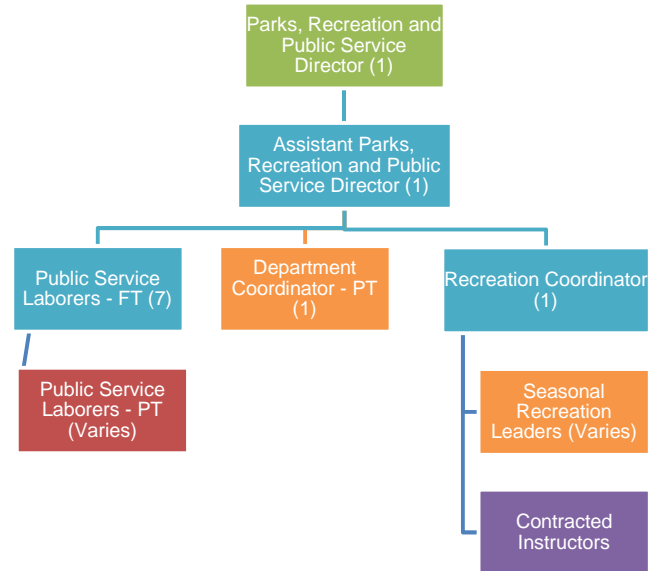 Parks, Recreation and
Public Service
Director (1)
Assistant Parks,
Recreation and Public
Service Director (1)
Public Service
Laborers - FT (7)
Department
Coordinator - PT
(1)
Recreation Coordinator
(1)
Public Service
Laborers - PT
(Varies)
Seasonal
Recreation
Leaders (Varies)
Contracted
Instructors